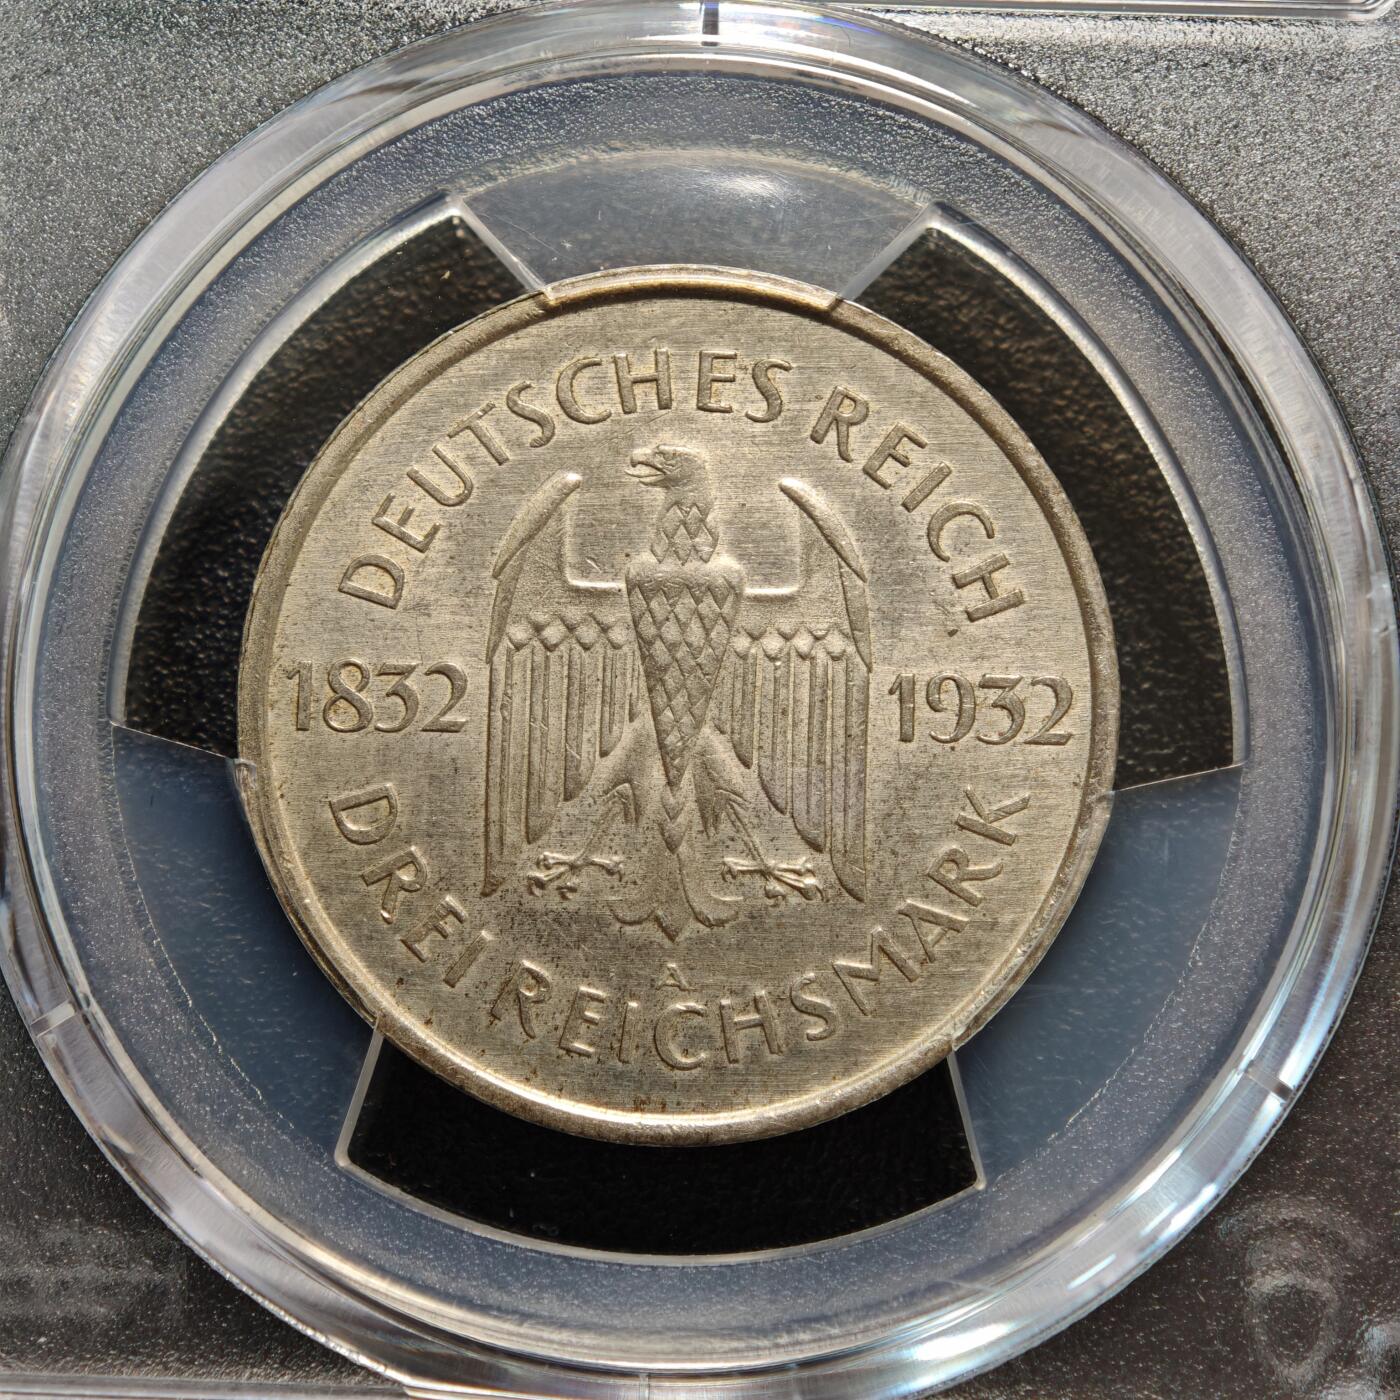 DEUTSCHES REICH
1832 1932
A
DREI REICHSMARK